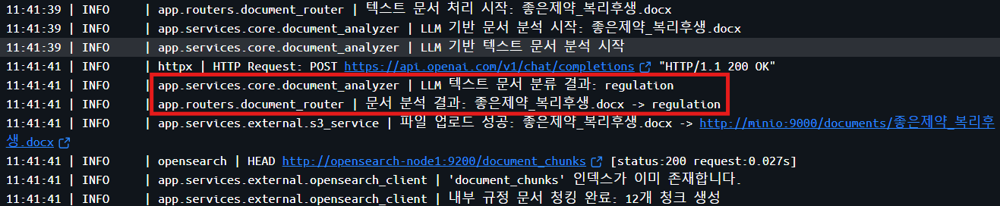 11:41:39 | INFO | app.routers.document_router | 텍스트 문서 처리 시작: 좋은제약_복리후생.docx
11:41:39 | INFO | app.services.core.document_analyzer | LLM 기반 문서 분석 시작: 좋은제약_복리후생.docx
11:41:39 | INFO | app.services.core.document_analyzer | LLM 기반 텍스트 문서 분석 시작
11:41:41 | INFO | httpx | HTTP Request: POST https://api.openai.com/v1/chat/completions "HTTP/1.1 200 OK"
11:41:41 | INFO | app.services.core.document_analyzer | LLM 텍스트 문서 분류 결과: regulation
11:41:41 | INFO | app.routers.document_router | 문서 분석 결과: 좋은제약_복리후생.docx -> regulation
11:41:41 | INFO | app.services.external.s3_service | 파일 업로드 성공: 좋은제약_복리후생.docx -> http://minio:9000/documents/좋은제약_복리후
생.docx
11:41:41 | INFO | opensearch | HEAD http://opensearch-node1:9200/document_chunks [status:200 request:0.027s]
11:41:41 | INFO | app.services.external.opensearch_client | 'document_chunks' 인덱스가 이미 존재합니다.
11:41:41 | INFO | app.services.external.opensearch_client | 내부 규정 문서 청킹 완료: 12개 청크 생성